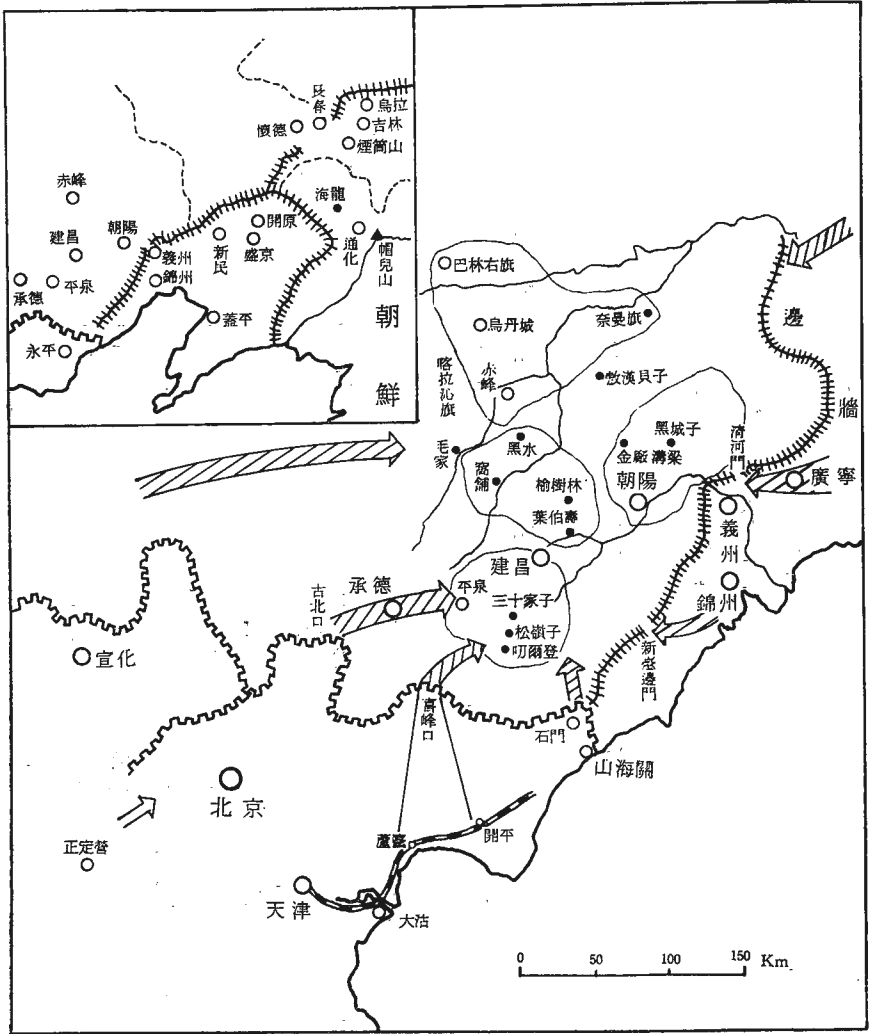 烏拉
長春
吉林
懷德
煙筒山
赤峰
海龍
朝陽
開原
建昌
新民
盛京
通化
帽兒山
義州
錦州
承德
平泉
蓋平
朝鮮
永平
巴林右旗
奈曼旗
邊牆
烏丹城
喀拉沁旗
赤峰
敖漢貝子
黑城子
黑水
毛家
金廠溝梁
清河門
窩舖
朝陽
廣寧
榆樹林
葉伯壽
義州
建昌
錦州
古北口
承德
平泉
三十家子
松嶺子
叨爾登
宣化
新臺邊門
喜峰口
石門
山海關
北京
開平
蘆臺
正定督
天津
大沽
0 50 100 150 Km